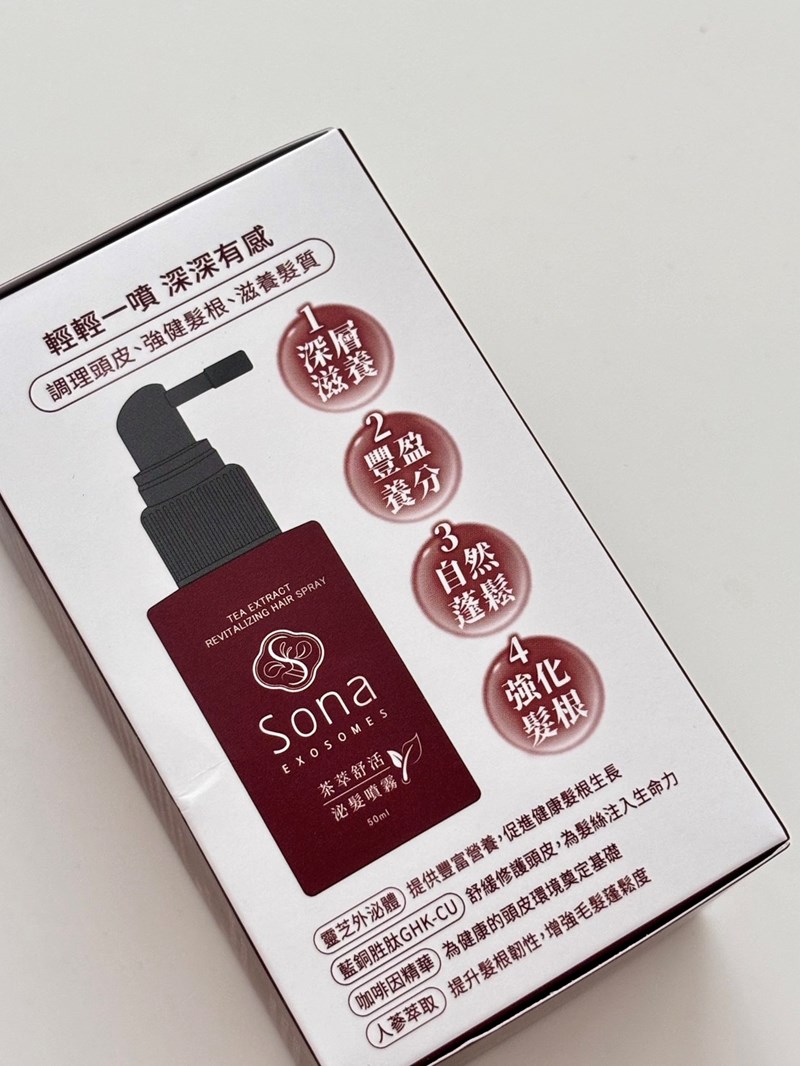 輕輕一噴 深深有感
調理頭皮、強健髮根、滋養髮質
1
深層
滋養
2
豐盈
養分
3
自然
蓬鬆
4
強化
髮根
TEA EXTRACT
REVITALIZING HAIR SPRAY
Sona
EXOSOMES
茶萃舒活
泌髮噴霧
50ml
靈芝外泌體 提供豐富營養，促進健康髮根生長
藍銅胜肽GHK-CU 舒緩修護頭皮，為髮絲注入生命力
咖啡因精華 為健康的頭皮環境奠定基礎
人蔘萃取 提升髮根韌性，增強毛髮蓬鬆度